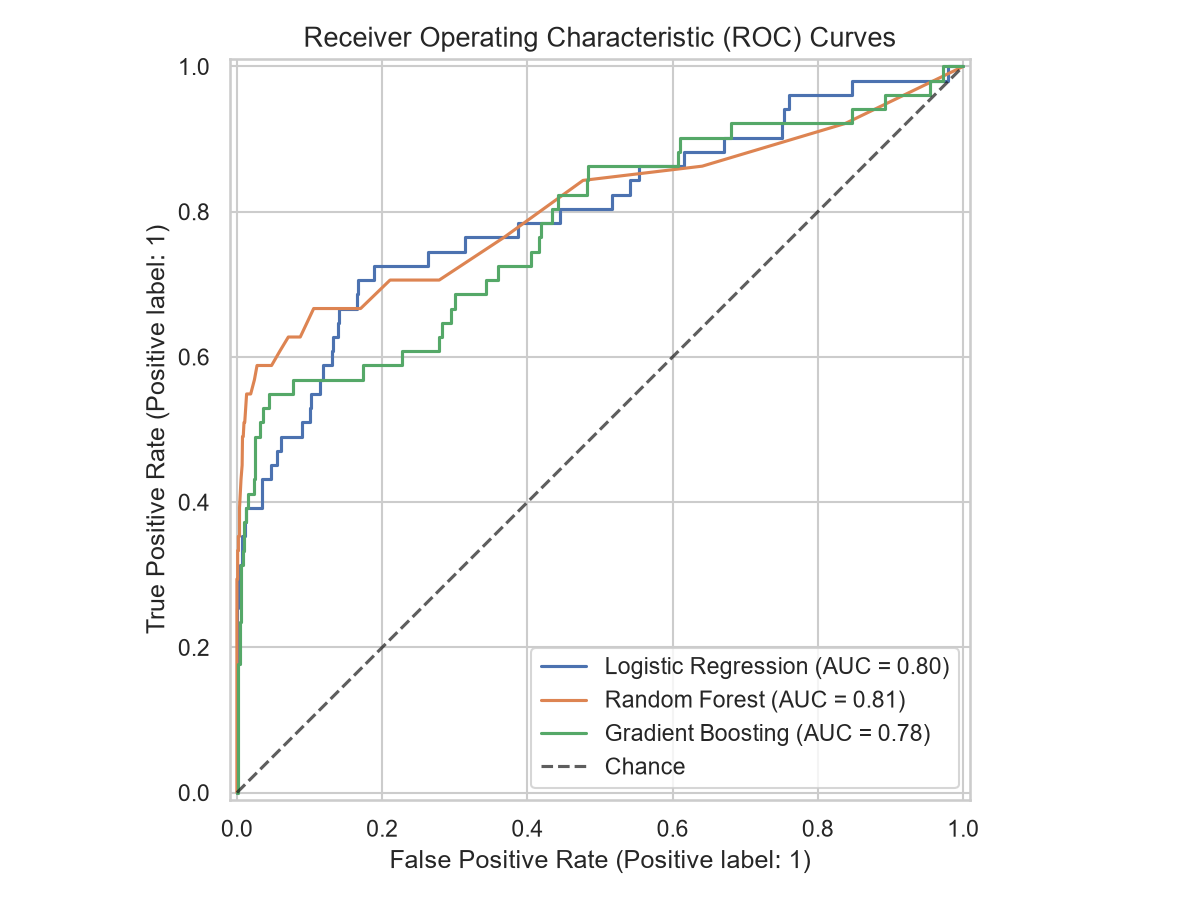 Receiver Operating Characteristic (ROC) Curves
True Positive Rate (Positive label: 1)
1.0
0.8
0.6
0.4
0.2
0.0
Logistic Regression (AUC = 0.80)
Random Forest (AUC = 0.81)
Gradient Boosting (AUC = 0.78)
Chance
0.0 0.2 0.4 0.6 0.8 1.0
False Positive Rate (Positive label: 1)